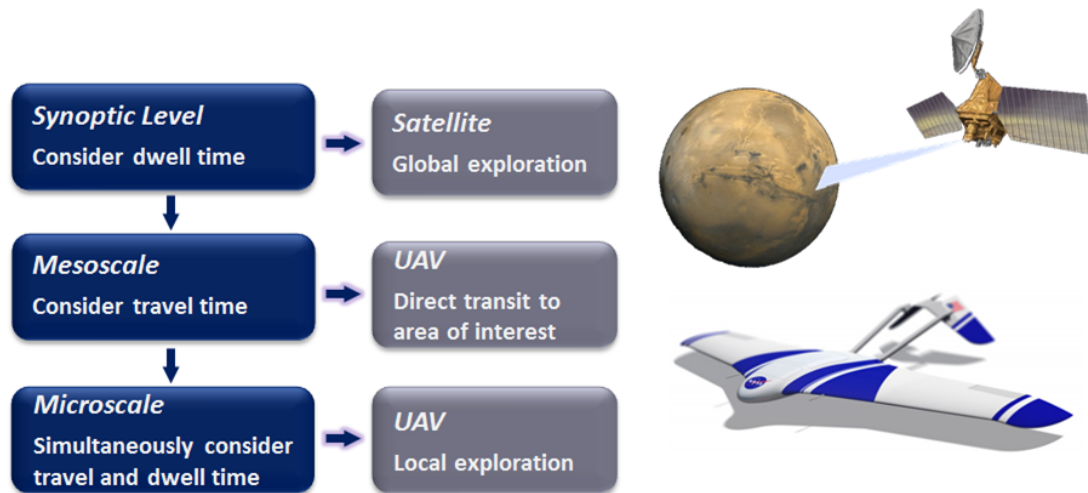 Synoptic Level
Consider dwell time
Satellite
Global exploration
Mesoscale
Consider travel time
UAV
Direct transit to
area of interest
Microscale
Simultaneously consider
travel and dwell time
UAV
Local exploration
NASA